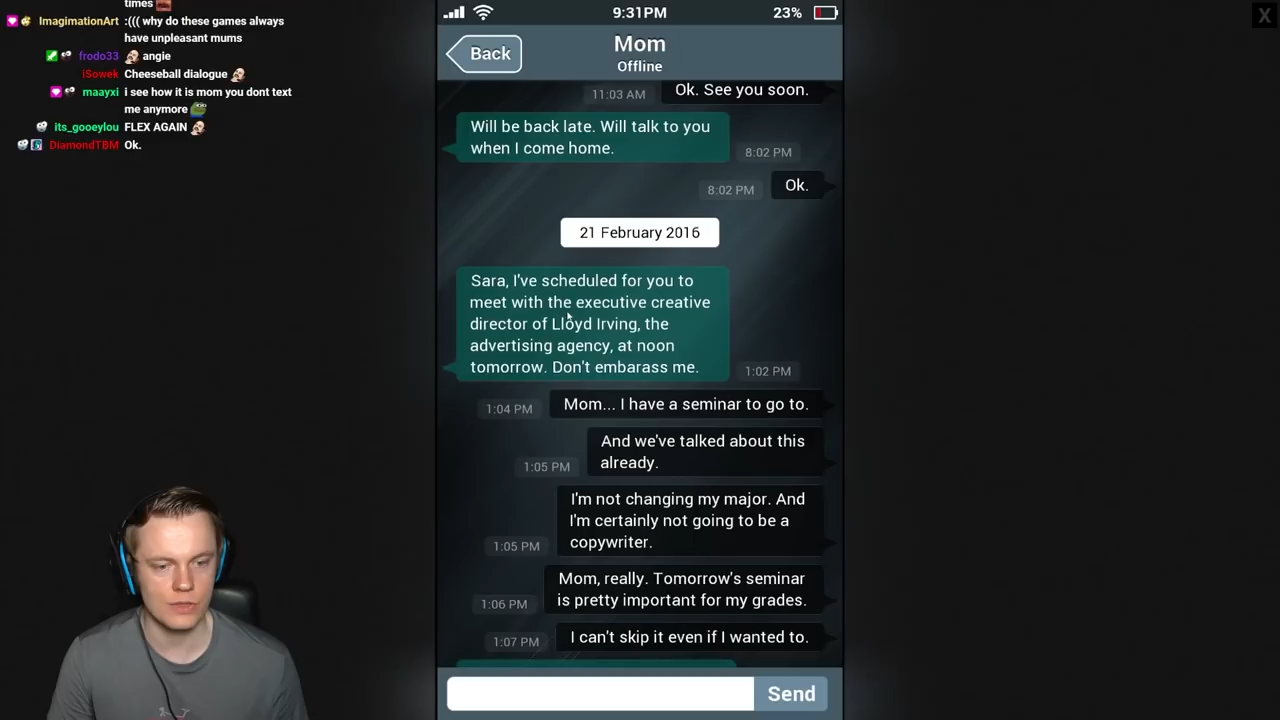 times
ImaginationArt :((( why do these games always
have unpleasant mums
frodo33 angie
iSowek Cheeseball dialogue
maayxi i see how it is mom you dont text
me anymore
its_gooeylou FLEX AGAIN
DiamondTBM Ok.
9:31PM
23%
X
Back
Mom
Offline
11:03 AM
Ok. See you soon.
Will be back late. Will talk to you
when I come home.
8:02 PM
8:02 PM
Ok.
21 February 2016
Sara, I've scheduled for you to
meet with the executive creative
director of Lloyd Irving, the
advertising agency, at noon
tomorrow. Don't embarass me.
1:02 PM
1:04 PM
Mom... I have a seminar to go to.
And we've talked about this
already.
1:05 PM
I'm not changing my major. And
I'm certainly not going to be a
copywriter.
1:05 PM
Mom, really. Tomorrow's seminar
is pretty important for my grades.
1:06 PM
I can't skip it even if I wanted to.
1:07 PM
Send